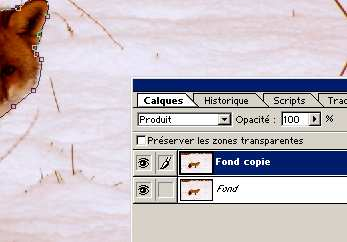 Calques Historique Scripts
Produit Opacité : 100 %
Préserver les zones transparentes
Fond copie
Fond